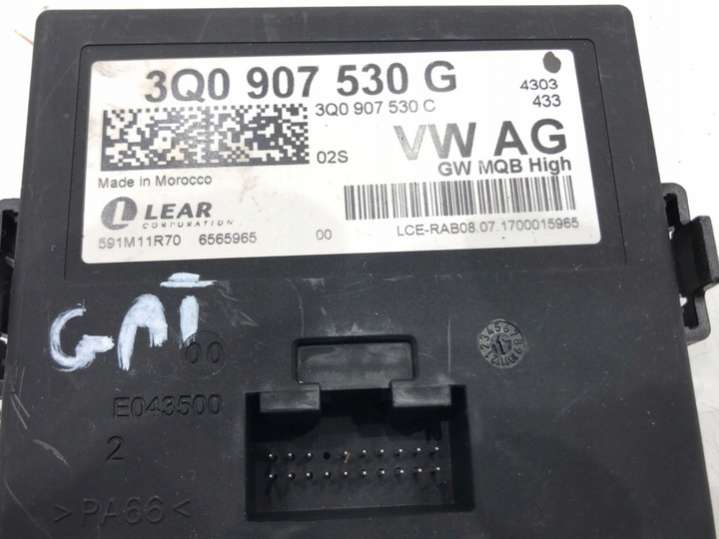 3Q0 907 530 G
4303
3Q0 907 530 C
433
02S
VW AG
GW MQB High
Made in Morocco
LEAR
CORPORATION
591M11R70 6565965 00
LCE-RAB08.07.1700015965
GAI
00
E043500
2
>PA66<